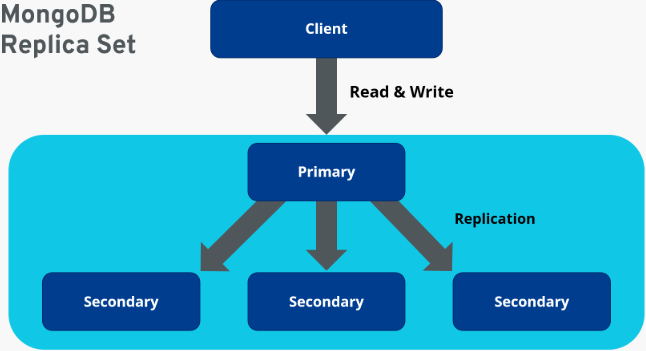 MongoDB
Replica Set
Client
Read & Write
Primary
Replication
Secondary
Secondary
Secondary